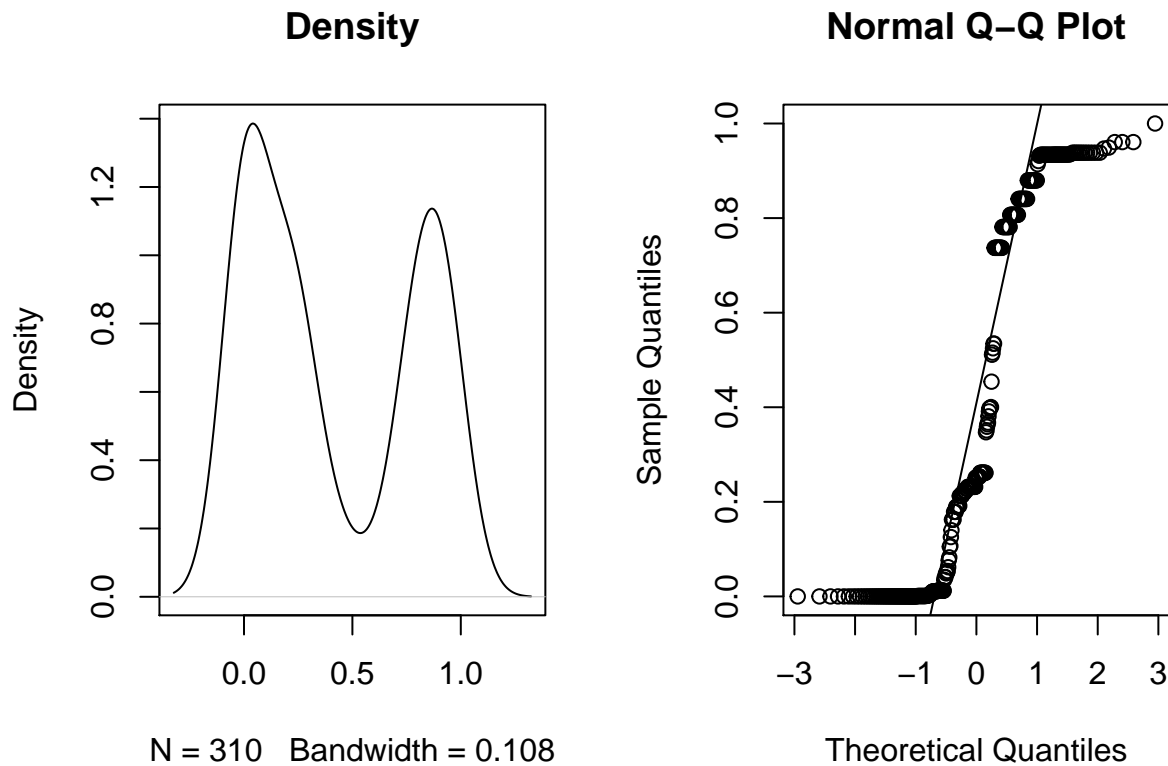 Density
Density
0.0 0.4 0.8 1.2
0.0 0.5 1.0
N = 310 Bandwidth = 0.108
Normal Q−Q Plot
Sample Quantiles
0.0 0.2 0.4 0.6 0.8 1.0
−3 −1 0 1 2 3
Theoretical Quantiles